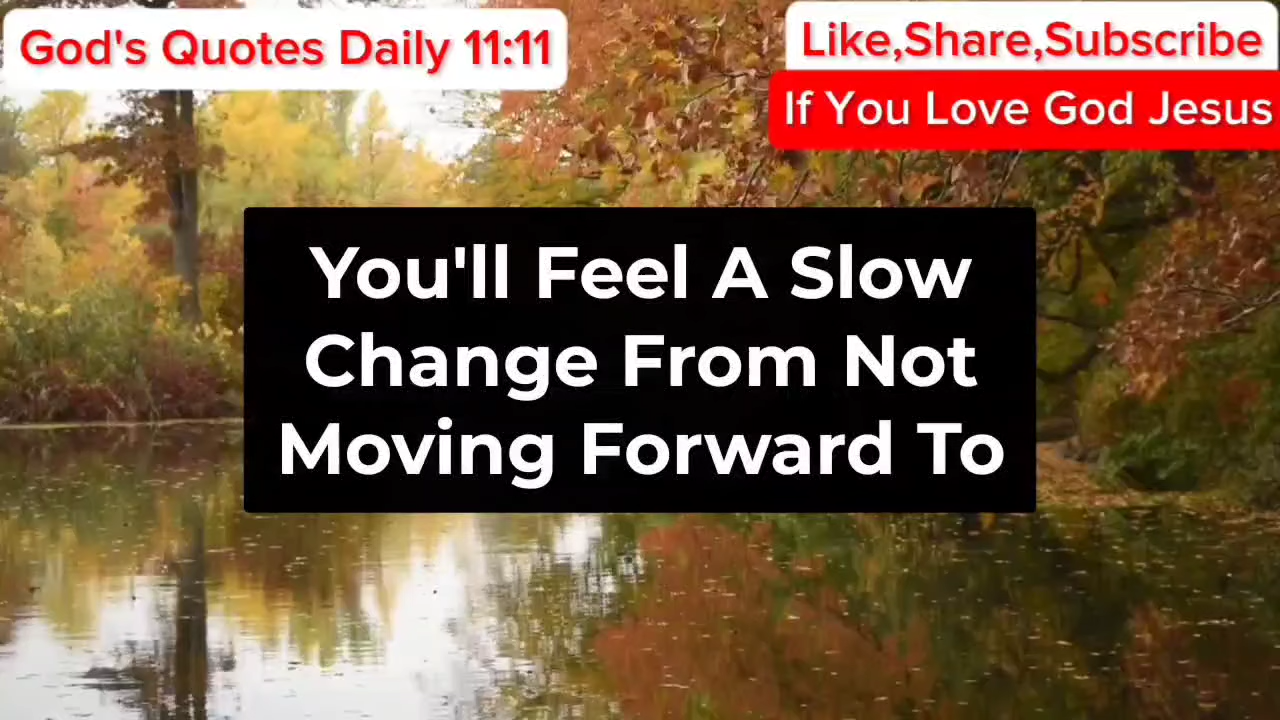 God's Quotes Daily 11:11
Like,Share,Subscribe
If You Love God Jesus
You'll Feel A Slow
Change From Not
Moving Forward To